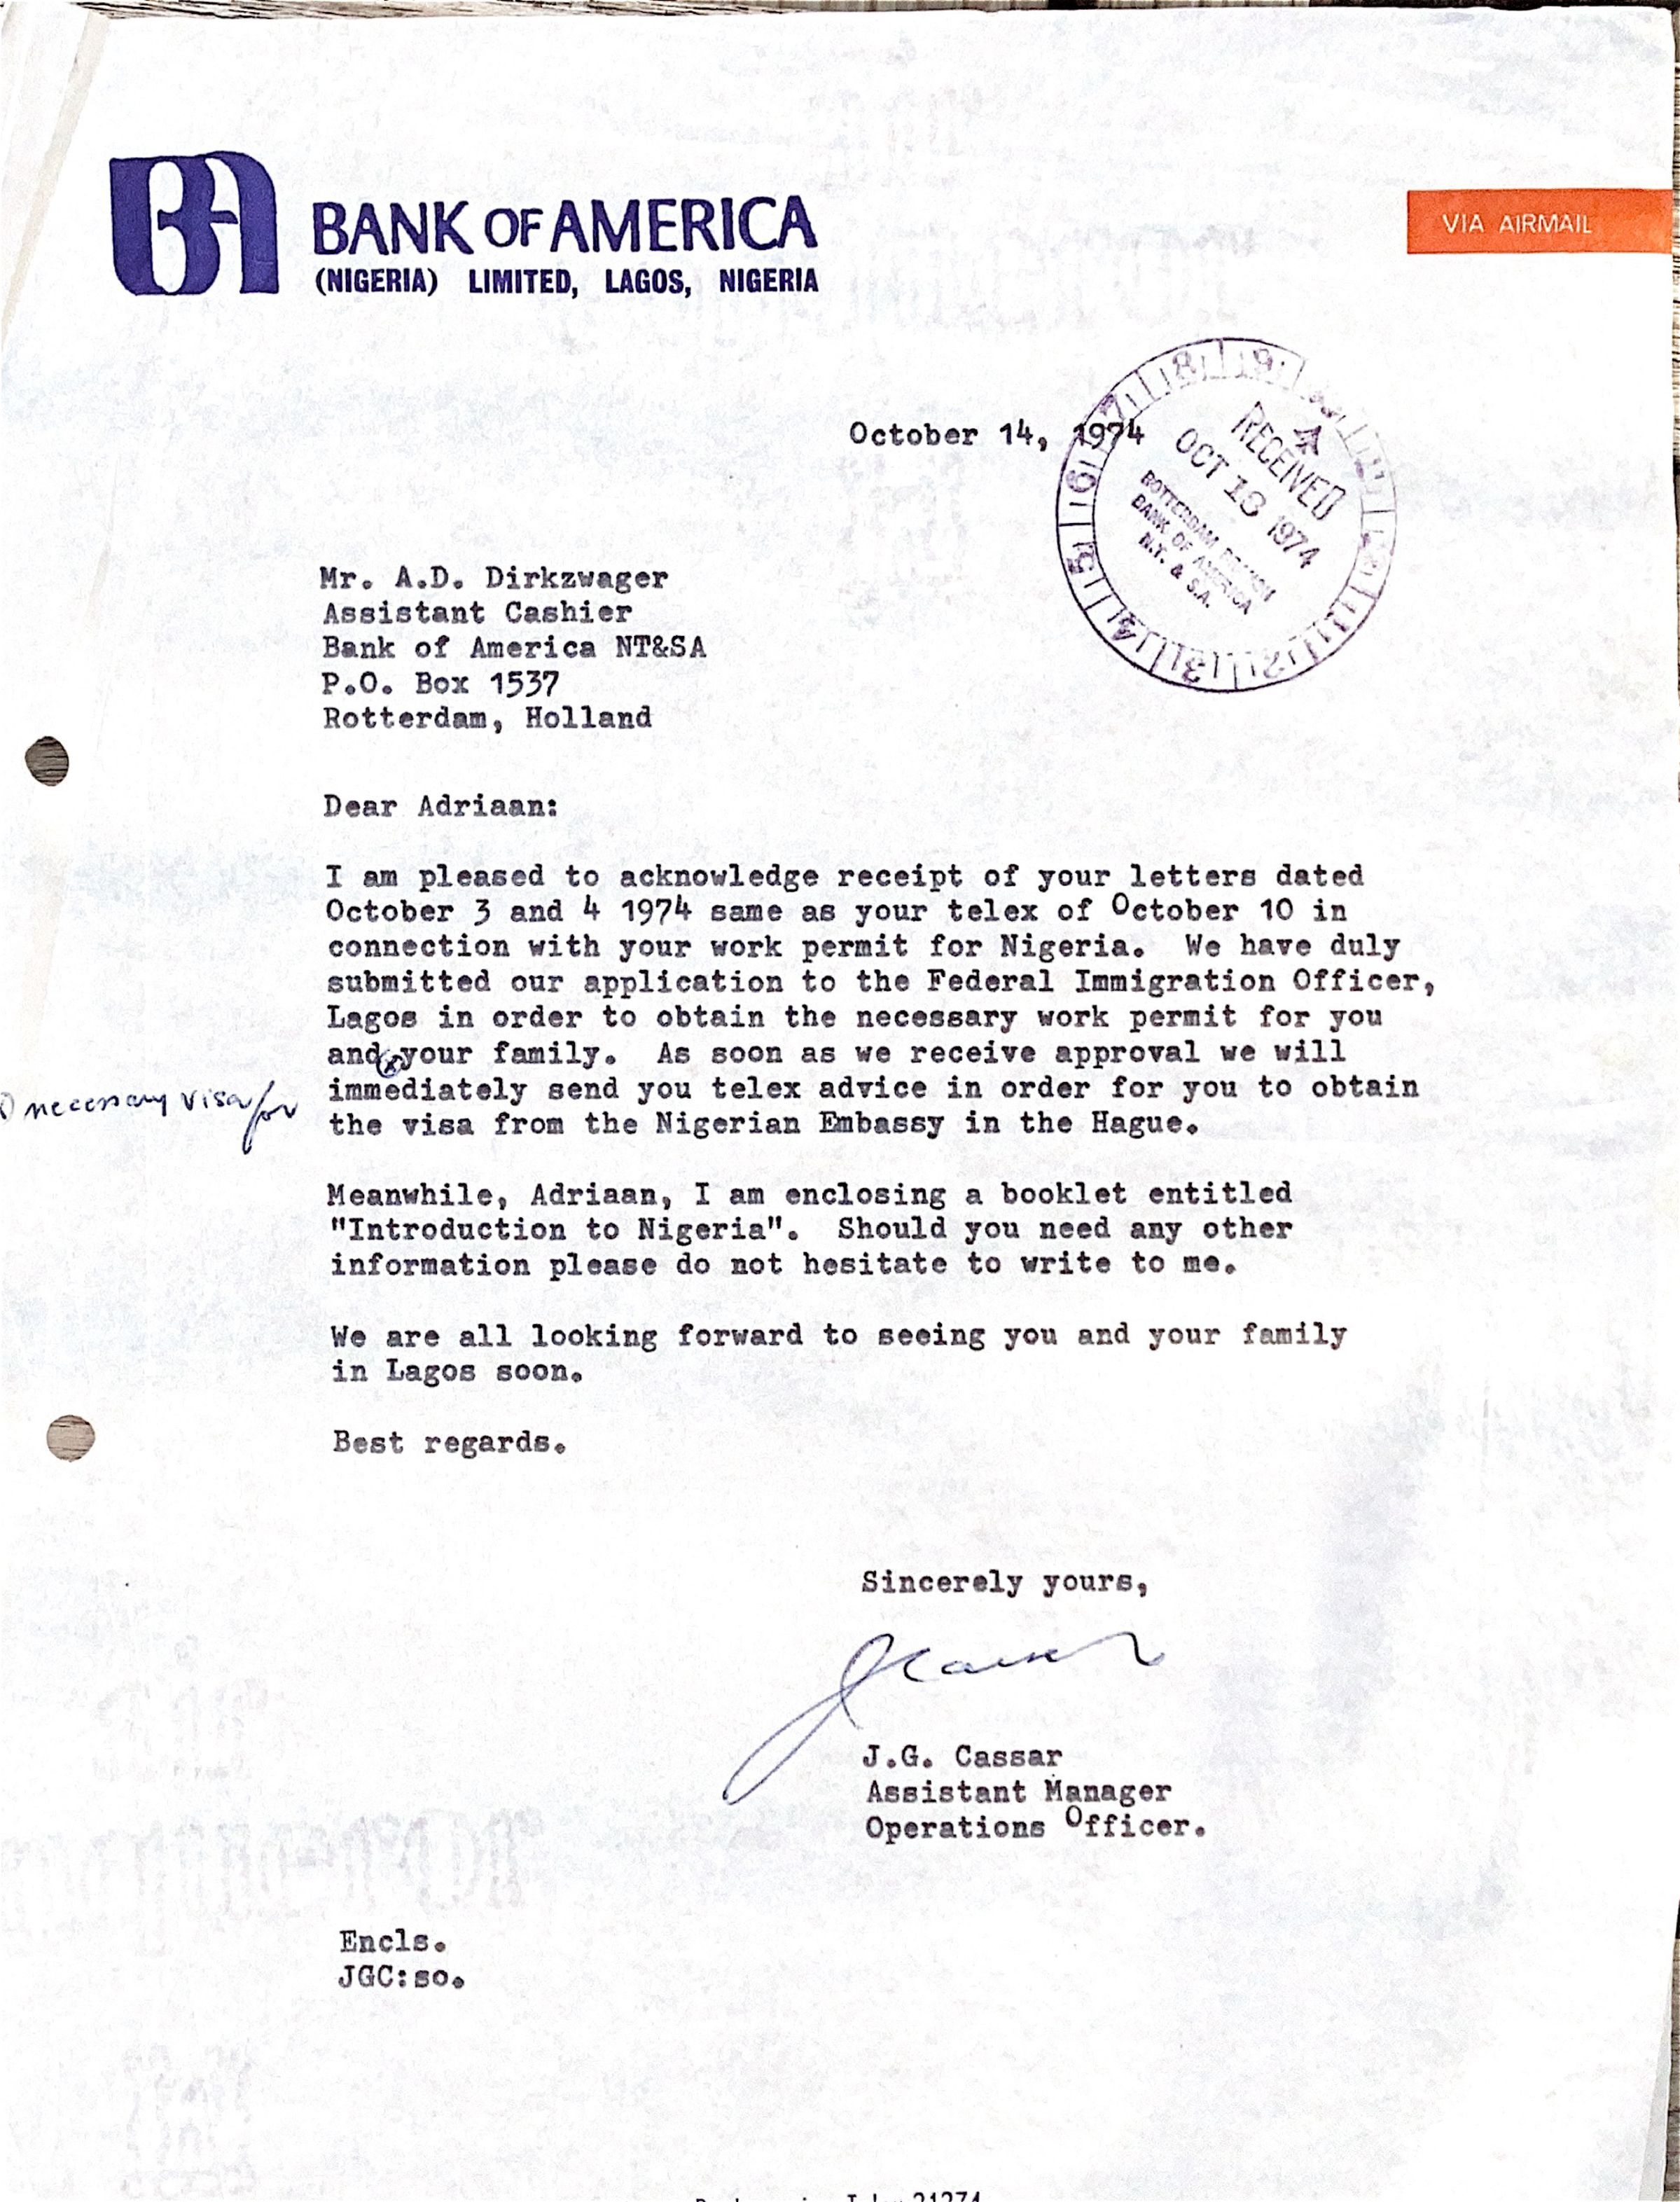 BA BANK OF AMERICA
(NIGERIA) LIMITED, LAGOS, NIGERIA
VIA AIRMAIL
October 14, 1974
RECEIVED
OCT 18 1974
ROTTERDAM BRANCH
BANK OF AMERICA
N.T. & S.A.
Mr. A.D. Dirkzwager
Assistant Cashier
Bank of America NT&SA
P.O. Box 1537
Rotterdam, Holland
Dear Adriaan:
I am pleased to acknowledge receipt of your letters dated
October 3 and 4 1974 same as your telex of October 10 in
connection with your work permit for Nigeria. We have duly
submitted our application to the Federal Immigration Officer,
Lagos in order to obtain the necessary work permit for you
and your family. As soon as we receive approval we will
necessary visa for
immediately send you telex advice in order for you to obtain
the visa from the Nigerian Embassy in the Hague.
Meanwhile, Adriaan, I am enclosing a booklet entitled
"Introduction to Nigeria". Should you need any other
information please do not hesitate to write to me.
We are all looking forward to seeing you and your family
in Lagos soon.
Best regards.
Sincerely yours,
J.G. Cassar
Assistant Manager
Operations Officer.
Encls.
JGC:so.
21274